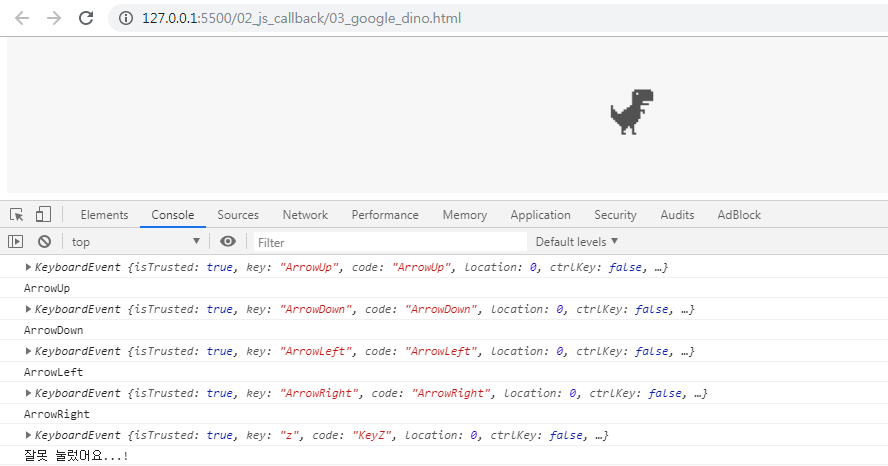 127.0.0.1:5500/02_js_callback/03_google_dino.html
Elements Console Sources Network Performance Memory Application Security Audits AdBlock
top Filter Default levels
KeyboardEvent {isTrusted: true, key: "ArrowUp", code: "ArrowUp", location: 0, ctrlKey: false, …}
ArrowUp
KeyboardEvent {isTrusted: true, key: "ArrowDown", code: "ArrowDown", location: 0, ctrlKey: false, …}
ArrowDown
KeyboardEvent {isTrusted: true, key: "ArrowLeft", code: "ArrowLeft", location: 0, ctrlKey: false, …}
ArrowLeft
KeyboardEvent {isTrusted: true, key: "ArrowRight", code: "ArrowRight", location: 0, ctrlKey: false, …}
ArrowRight
KeyboardEvent {isTrusted: true, key: "z", code: "KeyZ", location: 0, ctrlKey: false, …}
잘못 눌렀어요...!